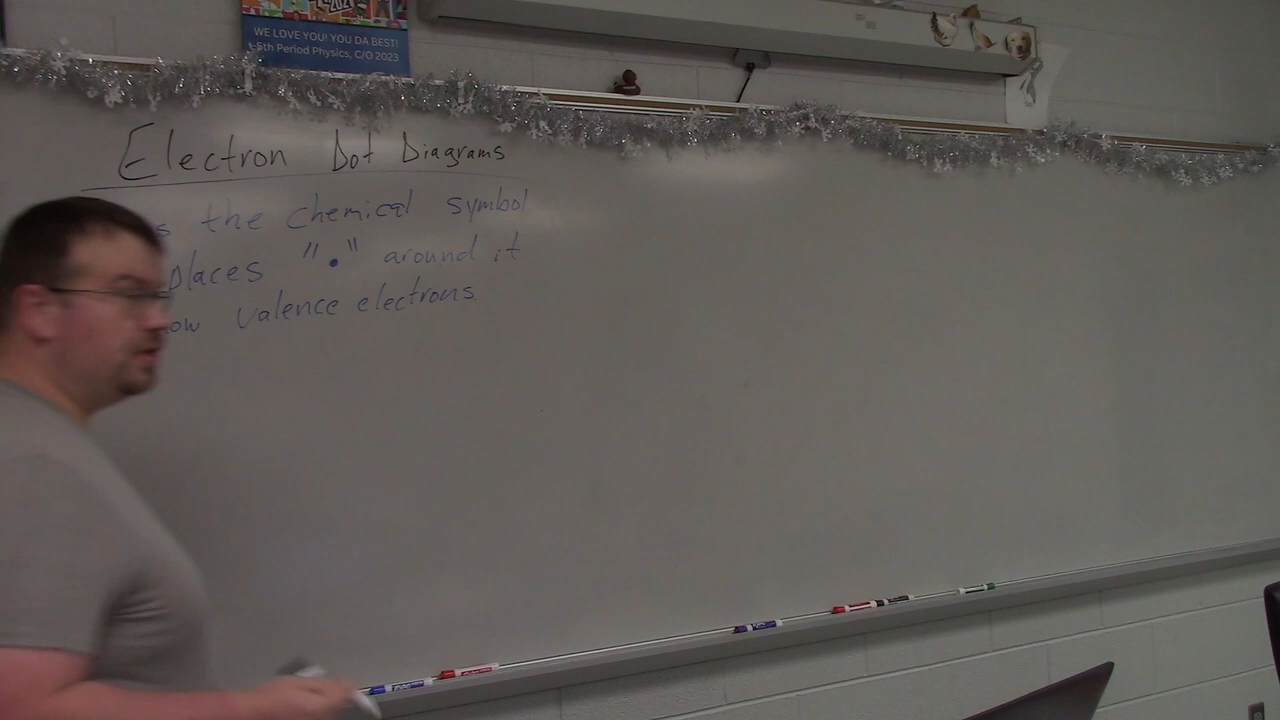 WE LOVE YOU! YOU DA BEST!
5th Period Physics, C/O 2023
Electron Dot Diagrams
the chemical symbol
places "•" around it
valence electrons